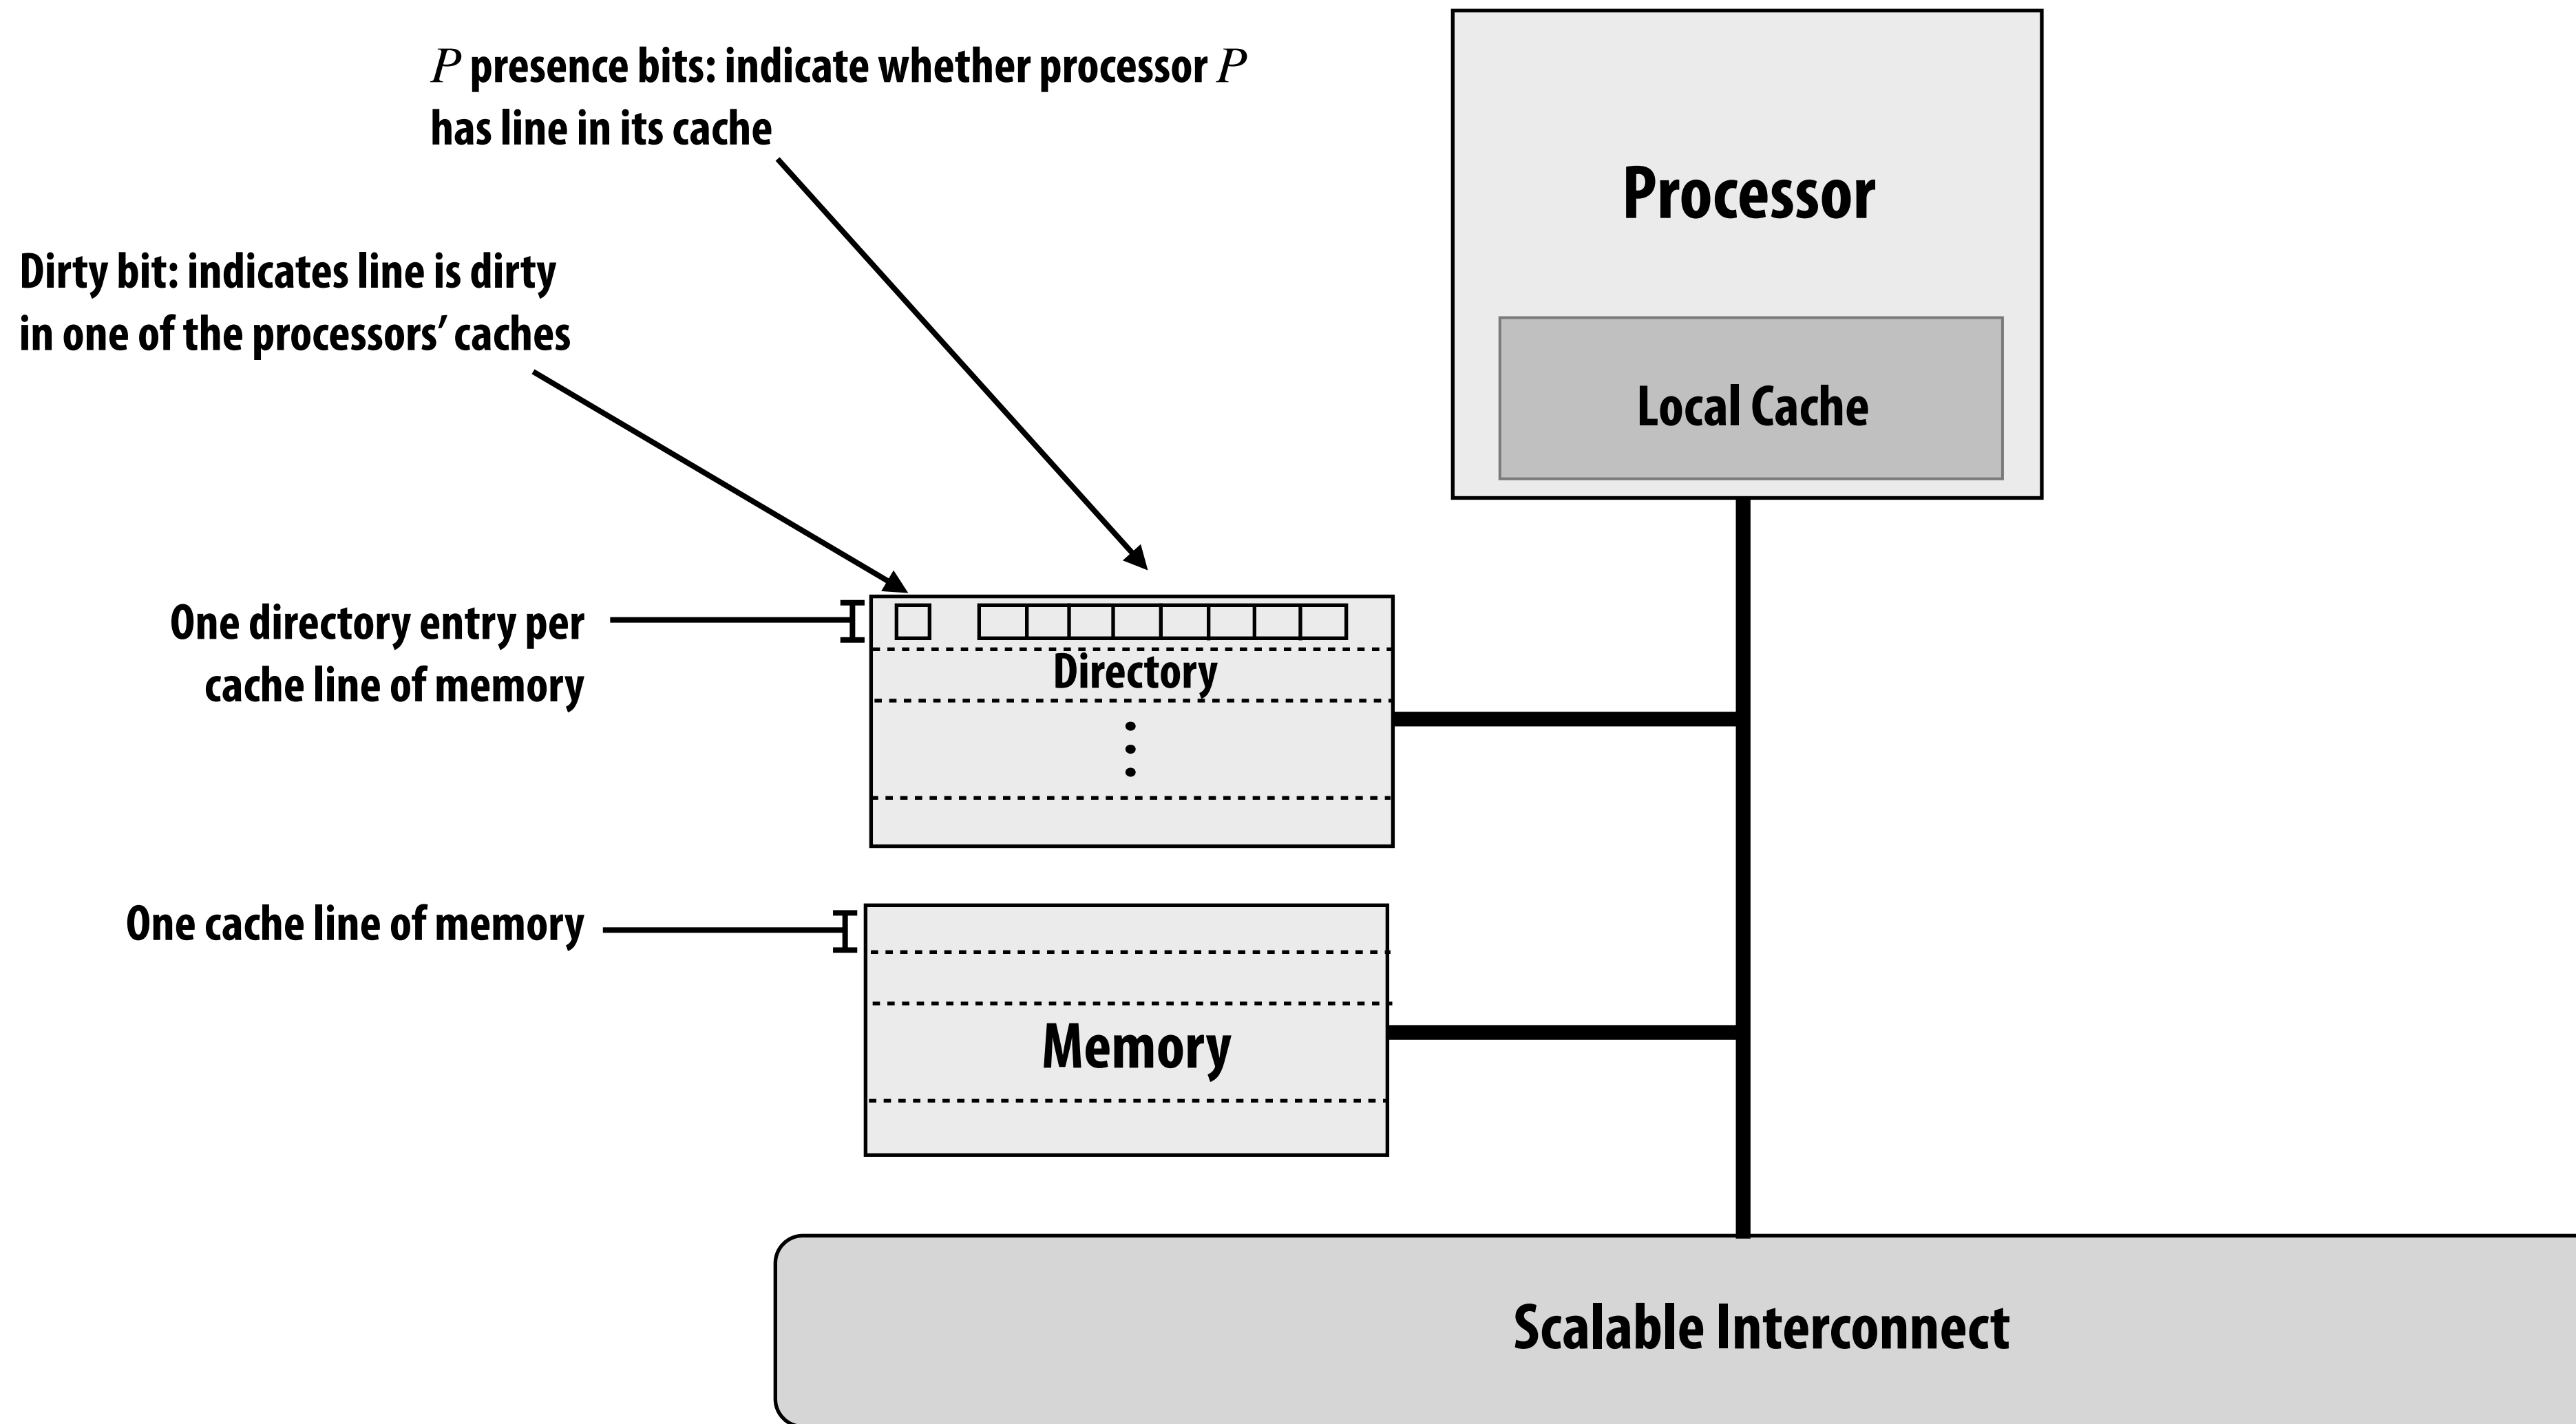 P presence bits: indicate whether processor P
has line in its cache
Processor
Dirty bit: indicates line is dirty
in one of the processors’ caches
Local Cache
One directory entry per
cache line of memory
Directory
One cache line of memory
Memory
Scalable Interconnect